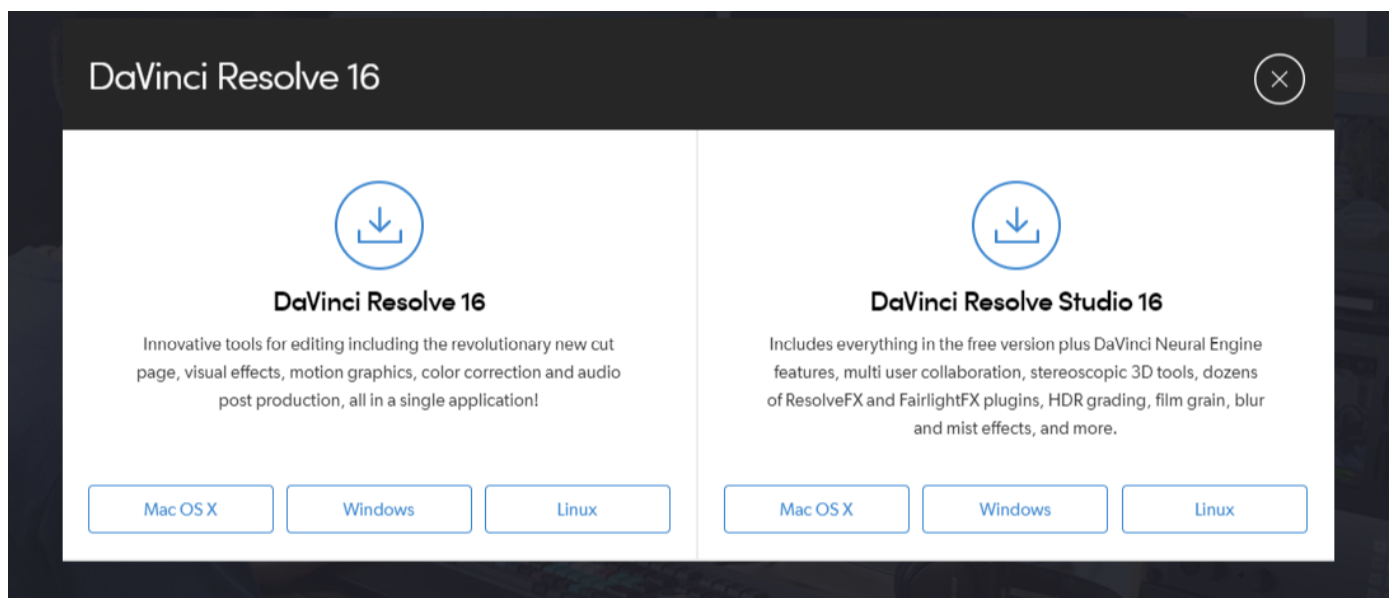 DaVinci Resolve 16
DaVinci Resolve 16
Innovative tools for editing including the revolutionary new cut
page, visual effects, motion graphics, color correction and audio
post production, all in a single application!
Mac OS X
Windows
Linux
DaVinci Resolve Studio 16
Includes everything in the free version plus DaVinci Neural Engine
features, multi user collaboration, stereoscopic 3D tools, dozens
of ResolveFX and FairlightFX plugins, HDR grading, film grain, blur
and mist effects, and more.
Mac OS X
Windows
Linux